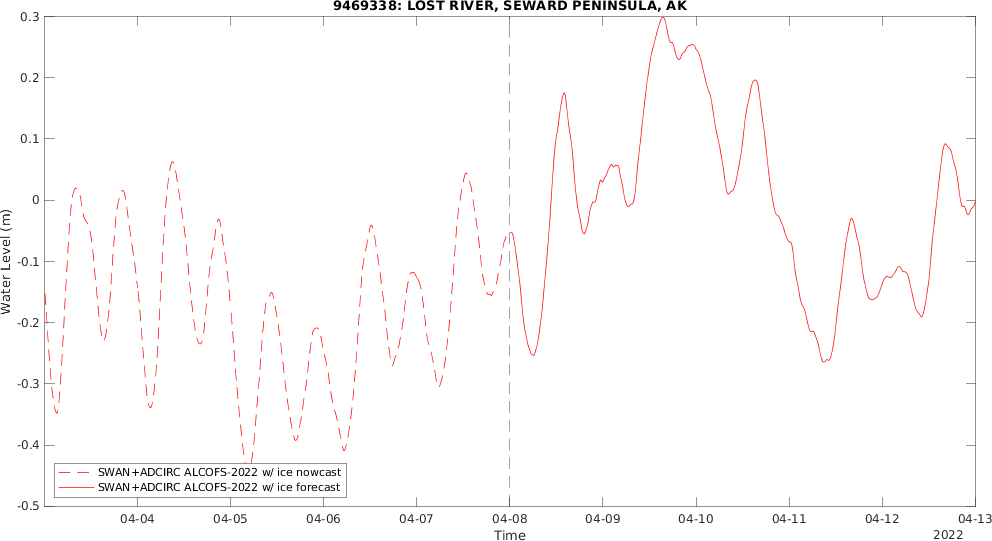 9469338: LOST RIVER, SEWARD PENINSULA, AK
0.3
0.2
0.1
0
-0.1
-0.2
-0.3
-0.4
-0.5
Water Level (m)
SWAN+ADCIRC ALCOFS-2022 w/ ice nowcast
SWAN+ADCIRC ALCOFS-2022 w/ ice forecast
04-04 04-05 04-06 04-07 04-08 04-09 04-10 04-11 04-12 04-13
Time
2022